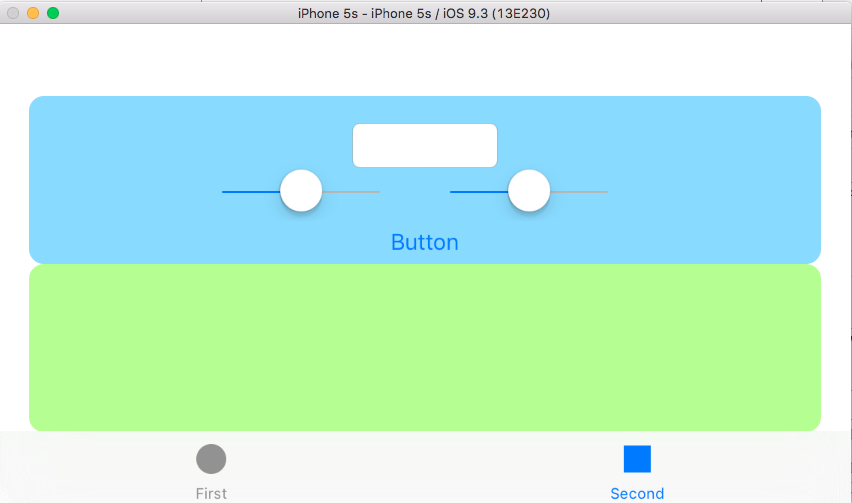 iPhone 5s - iPhone 5s / iOS 9.3 (13E230)
Button
First
Second